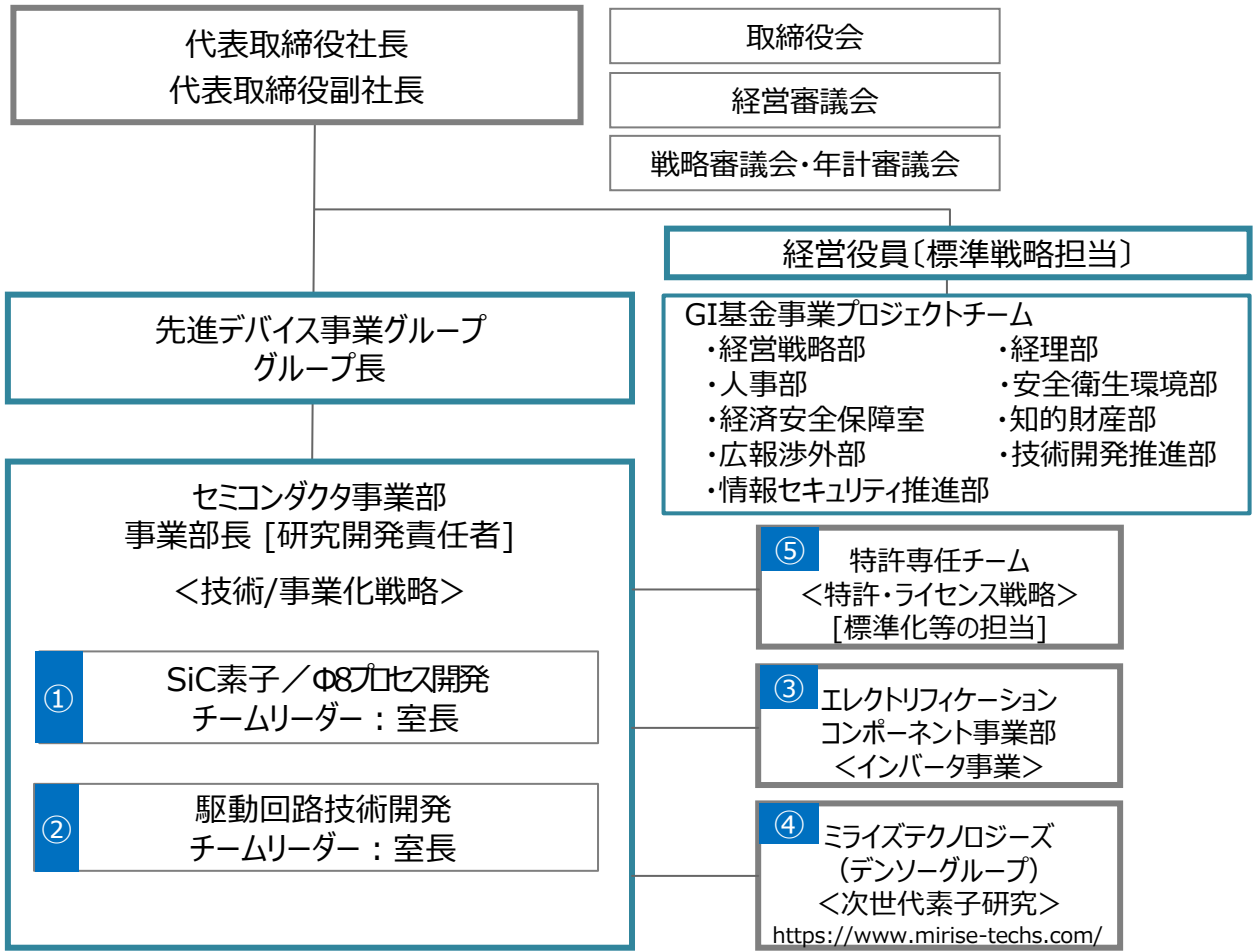 代表取締役社長
代表取締役副社長
取締役会
経営審議会
戦略審議会・年計審議会
経営役員〔標準戦略担当〕
GI基金事業プロジェクトチーム
・経営戦略部 ・経理部
・人事部 ・安全衛生環境部
・経済安全保障室 ・知的財産部
・広報渉外部 ・技術開発推進部
・情報セキュリティ推進部
先進デバイス事業グループ
グループ長
セミコンダクタ事業部
事業部長 [研究開発責任者]
＜技術/事業化戦略＞
①
SiC素子／Φ8プロセス開発
チームリーダー：室長
②
駆動回路技術開発
チームリーダー：室長
⑤
特許専任チーム
＜特許・ライセンス戦略＞
[標準化等の担当]
③
エレクトリフィケーション
コンポーネント事業部
＜インバータ事業＞
④
ミライズテクノロジーズ
（デンソーグループ）
＜次世代素子研究＞
https://www.mirise-techs.com/